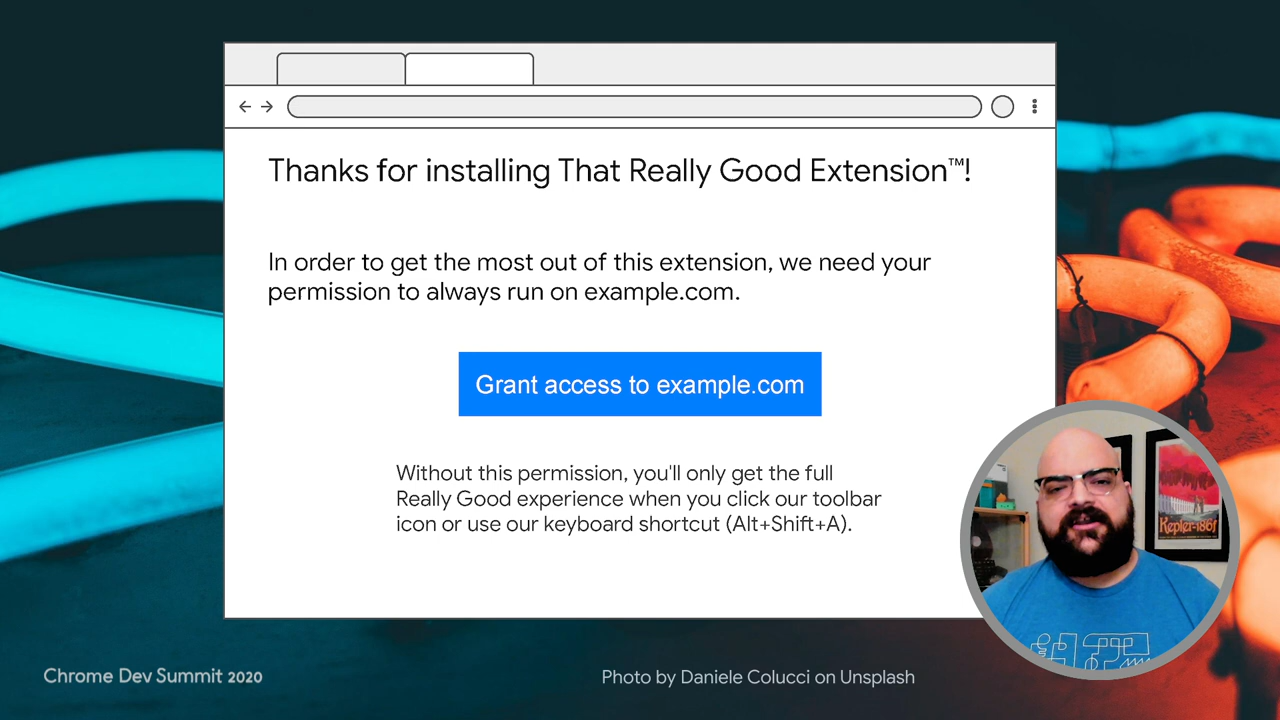 Thanks for installing That Really Good Extension™!
In order to get the most out of this extension, we need your
permission to always run on example.com.
Grant access to example.com
Without this permission, you'll only get the full
Really Good experience when you click our toolbar
icon or use our keyboard shortcut (Alt+Shift+A).
Kepler-186f
Chrome Dev Summit 2020
Photo by Daniele Colucci on Unsplash